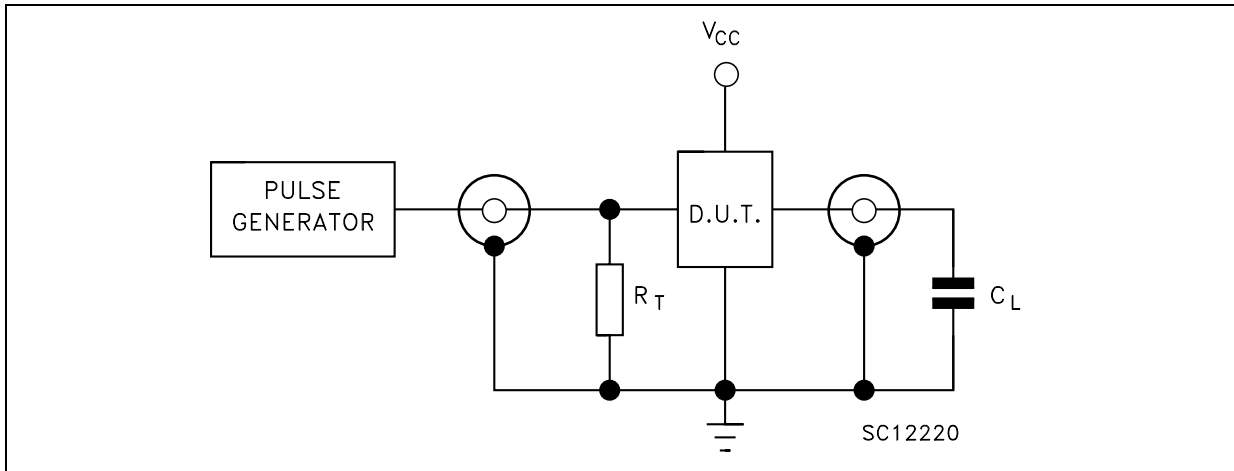 VCC
PULSE
GENERATOR
D.U.T.
RT
CL
SC12220